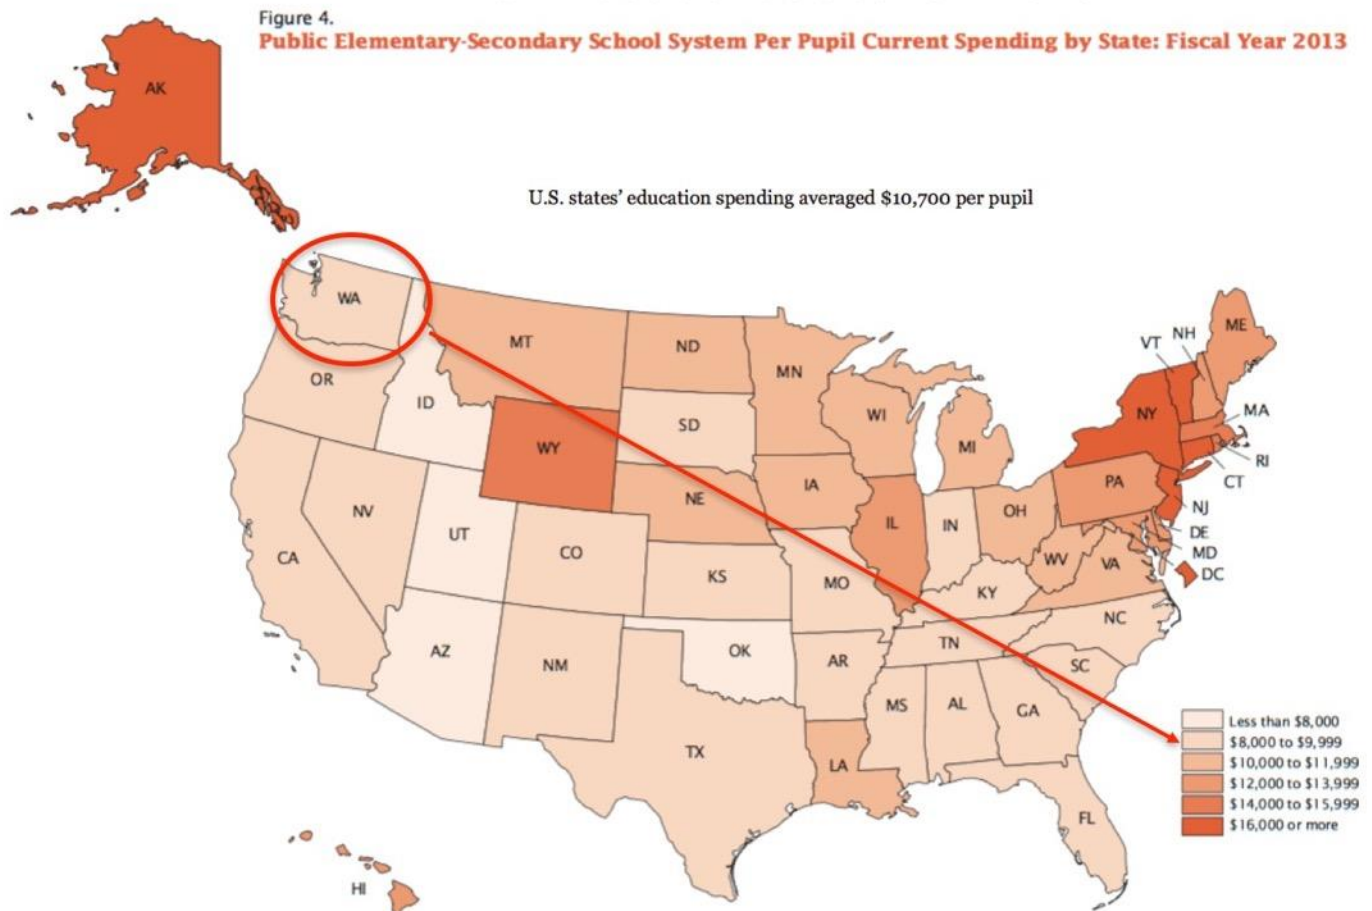 Figure 4.
Public Elementary-Secondary School System Per Pupil Current Spending by State: Fiscal Year 2013
AK
U.S. states' education spending averaged $10,700 per pupil
WA
MT
ND
MN
VT
NH
ME
OR
ID
WY
SD
WI
MI
NY
MA
RI
CT
NV
UT
NE
IA
IL
IN
OH
PA
NJ
DE
MD
DC
CA
CO
KS
MO
KY
WV
VA
AZ
NM
OK
AR
TN
NC
SC
MS
AL
GA
TX
LA
FL
HI
Less than $8,000
$8,000 to $9,999
$10,000 to $11,999
$12,000 to $13,999
$14,000 to $15,999
$16,000 or more